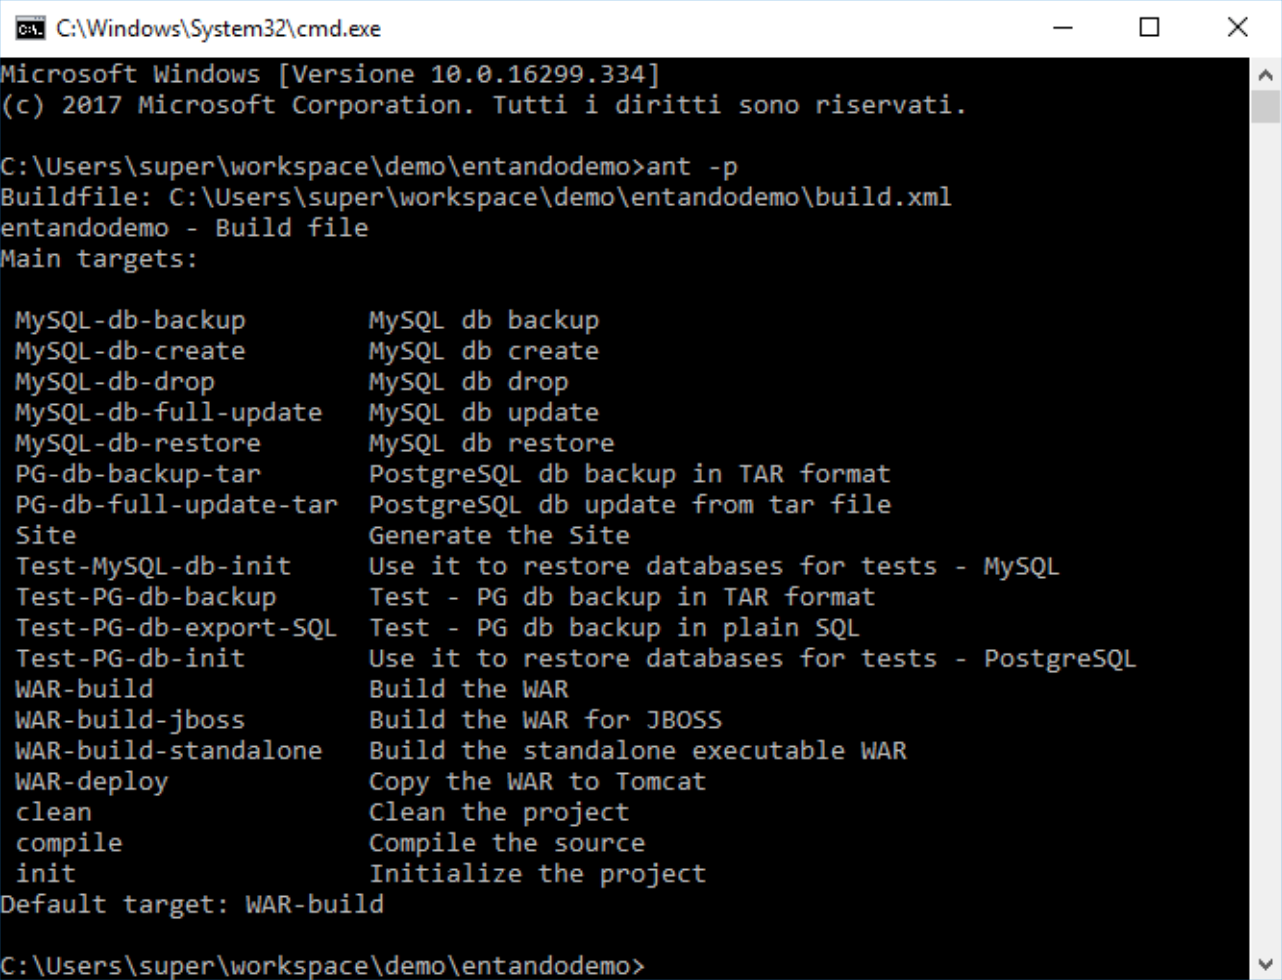 C:\Windows\System32\cmd.exe
Microsoft Windows [Versione 10.0.16299.334]
(c) 2017 Microsoft Corporation. Tutti i diritti sono riservati.
C:\Users\super\workspace\demo\entandodemo>ant -p
Buildfile: C:\Users\super\workspace\demo\entandodemo\build.xml
entandodemo - Build file
Main targets:
MySQL-db-backup MySQL db backup
MySQL-db-create MySQL db create
MySQL-db-drop MySQL db drop
MySQL-db-full-update MySQL db update
MySQL-db-restore MySQL db restore
PG-db-backup-tar PostgreSQL db backup in TAR format
PG-db-full-update-tar PostgreSQL db update from tar file
Site Generate the Site
Test-MySQL-db-init Use it to restore databases for tests - MySQL
Test-PG-db-backup Test - PG db backup in TAR format
Test-PG-db-export-SQL Test - PG db backup in plain SQL
Test-PG-db-init Use it to restore databases for tests - PostgreSQL
WAR-build Build the WAR
WAR-build-jboss Build the WAR for JBOSS
WAR-build-standalone Build the standalone executable WAR
WAR-deploy Copy the WAR to Tomcat
clean Clean the project
compile Compile the source
init Initialize the project
Default target: WAR-build
C:\Users\super\workspace\demo\entandodemo>